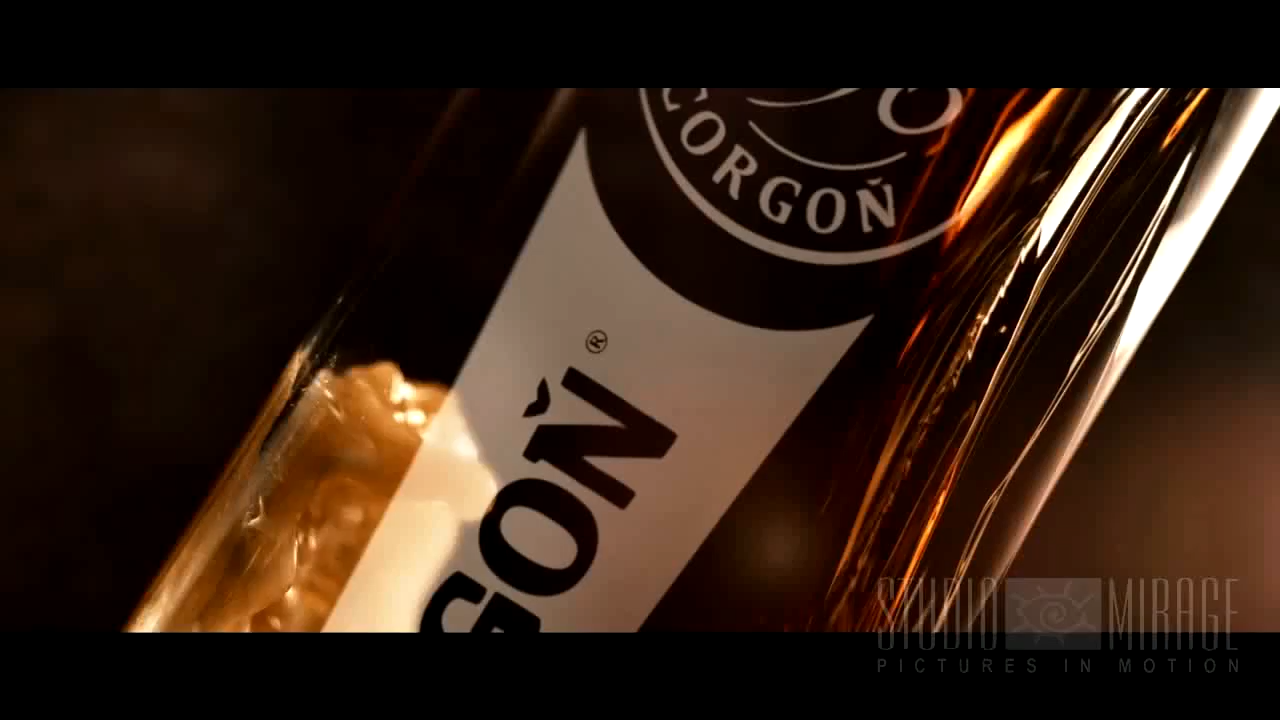 CORGOŇ
®
GOŇ
STUDIO MIRAGE
PICTURES IN MOTION